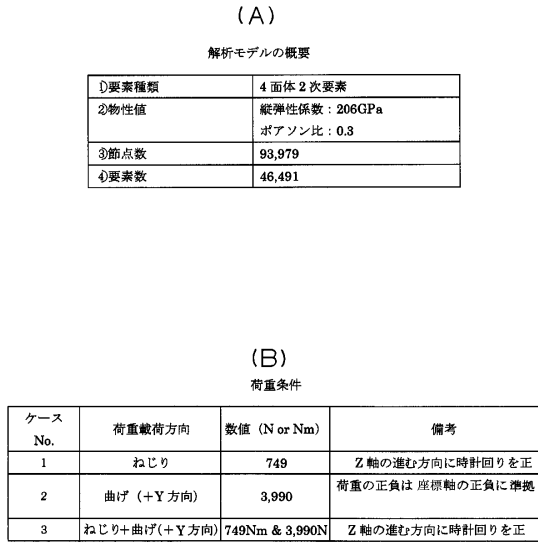 (A)
解析モデルの概要
①要素種類 4面体2次要素
②物性値 縦弾性係数：206GPa
ポアソン比：0.3
③節点数 93,979
④要素数 46,491
(B)
荷重条件
ケース
No. 荷重載荷方向 数値（N or Nm） 備考
1 ねじり 749 Z軸の進む方向に時計回りを正
2 曲げ（＋Y方向） 3,990 荷重の正負は 座標軸の正負に準拠
3 ねじり+曲げ(＋Y方向) 749Nm & 3,990N Z軸の進む方向に時計回りを正